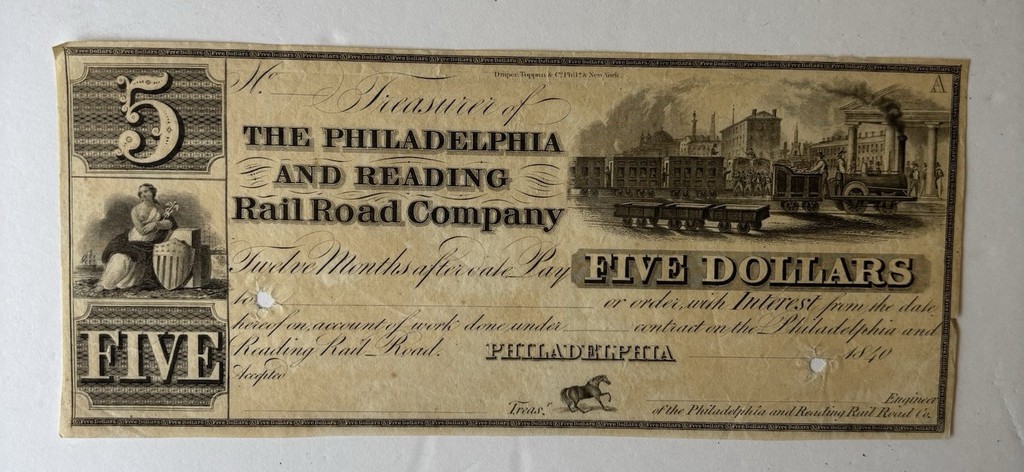 5
No
Draper, Toppan & Co. Phila. & New York.
A
Treasurer of
THE PHILADELPHIA
AND READING
Rail Road Company
Twelve Months after date Pay FIVE DOLLARS
to or order, with Interest from the date
hereof on account of work done under contract on the Philadelphia and
Reading Rail Road. PHILADELPHIA 1840
FIVE
Accepted
Treas.r
Engineer
of the Philadelphia and Reading Rail Road Co.